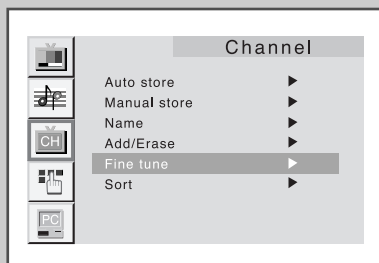 Channel
Auto store
Manual store
Name
CH
Add/Erase
Fine tune
Sort
PC